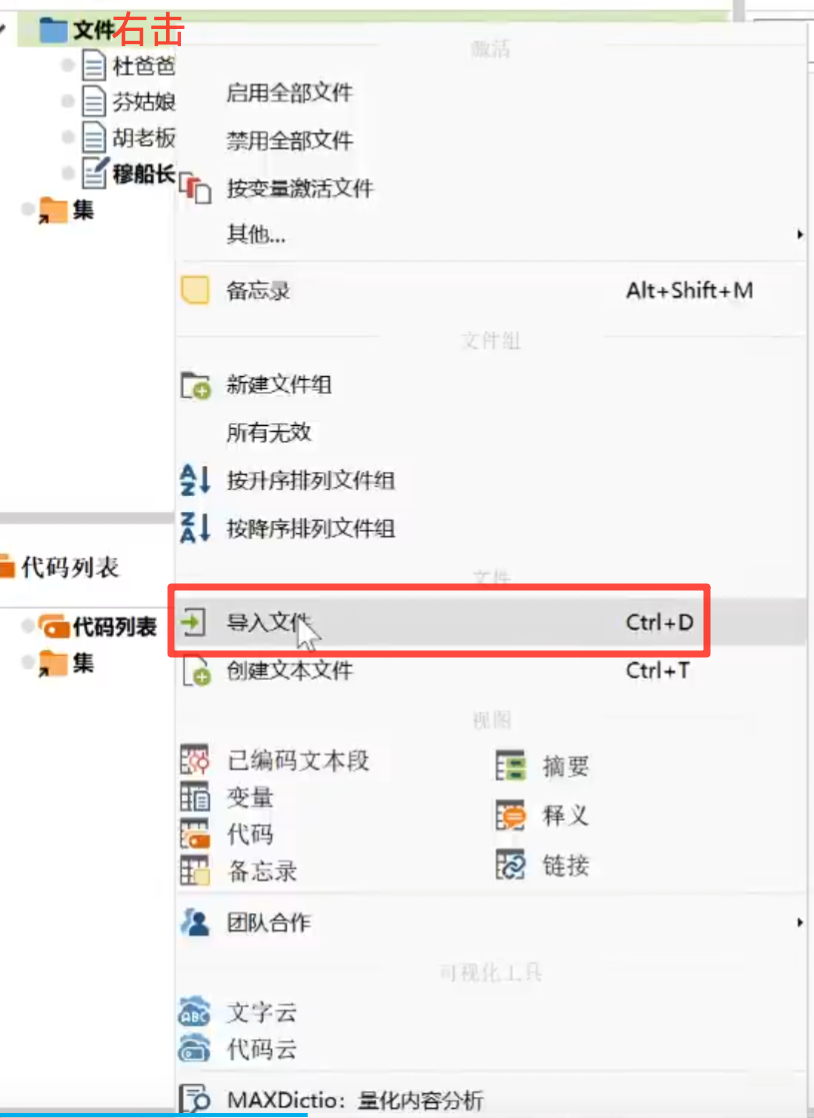 文件右击
杜爸爸
芬姑娘
胡老板
穆船长
集
激活
启用全部文件
禁用全部文件
按变量激活文件
其他...
备忘录 Alt+Shift+M
文件组
新建文件组
所有无效
按升序排列文件组
按降序排列文件组
文件
代码列表
代码列表
集
导入文件 Ctrl+D
创建文本文件 Ctrl+T
视图
已编码文本段
变量
代码
备忘录
摘要
释义
链接
团队合作
可视化工具
ABC 文字云
代码云
MAXDictio：量化内容分析